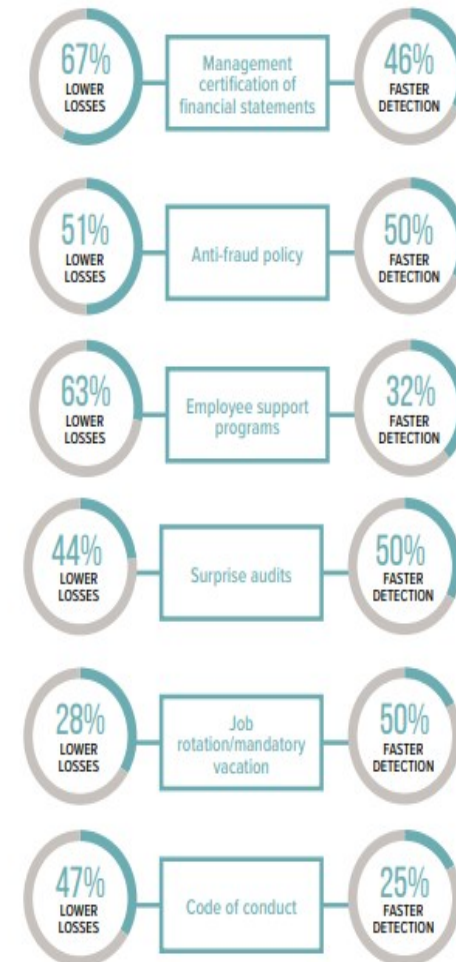 67%
LOWER
LOSSES
Management
certification of
financial statements
46%
FASTER
DETECTION
51%
LOWER
LOSSES
Anti-fraud policy
50%
FASTER
DETECTION
63%
LOWER
LOSSES
Employee support
programs
32%
FASTER
DETECTION
44%
LOWER
LOSSES
Surprise audits
50%
FASTER
DETECTION
28%
LOWER
LOSSES
Job
rotation/mandatory
vacation
50%
FASTER
DETECTION
47%
LOWER
LOSSES
Code of conduct
25%
FASTER
DETECTION